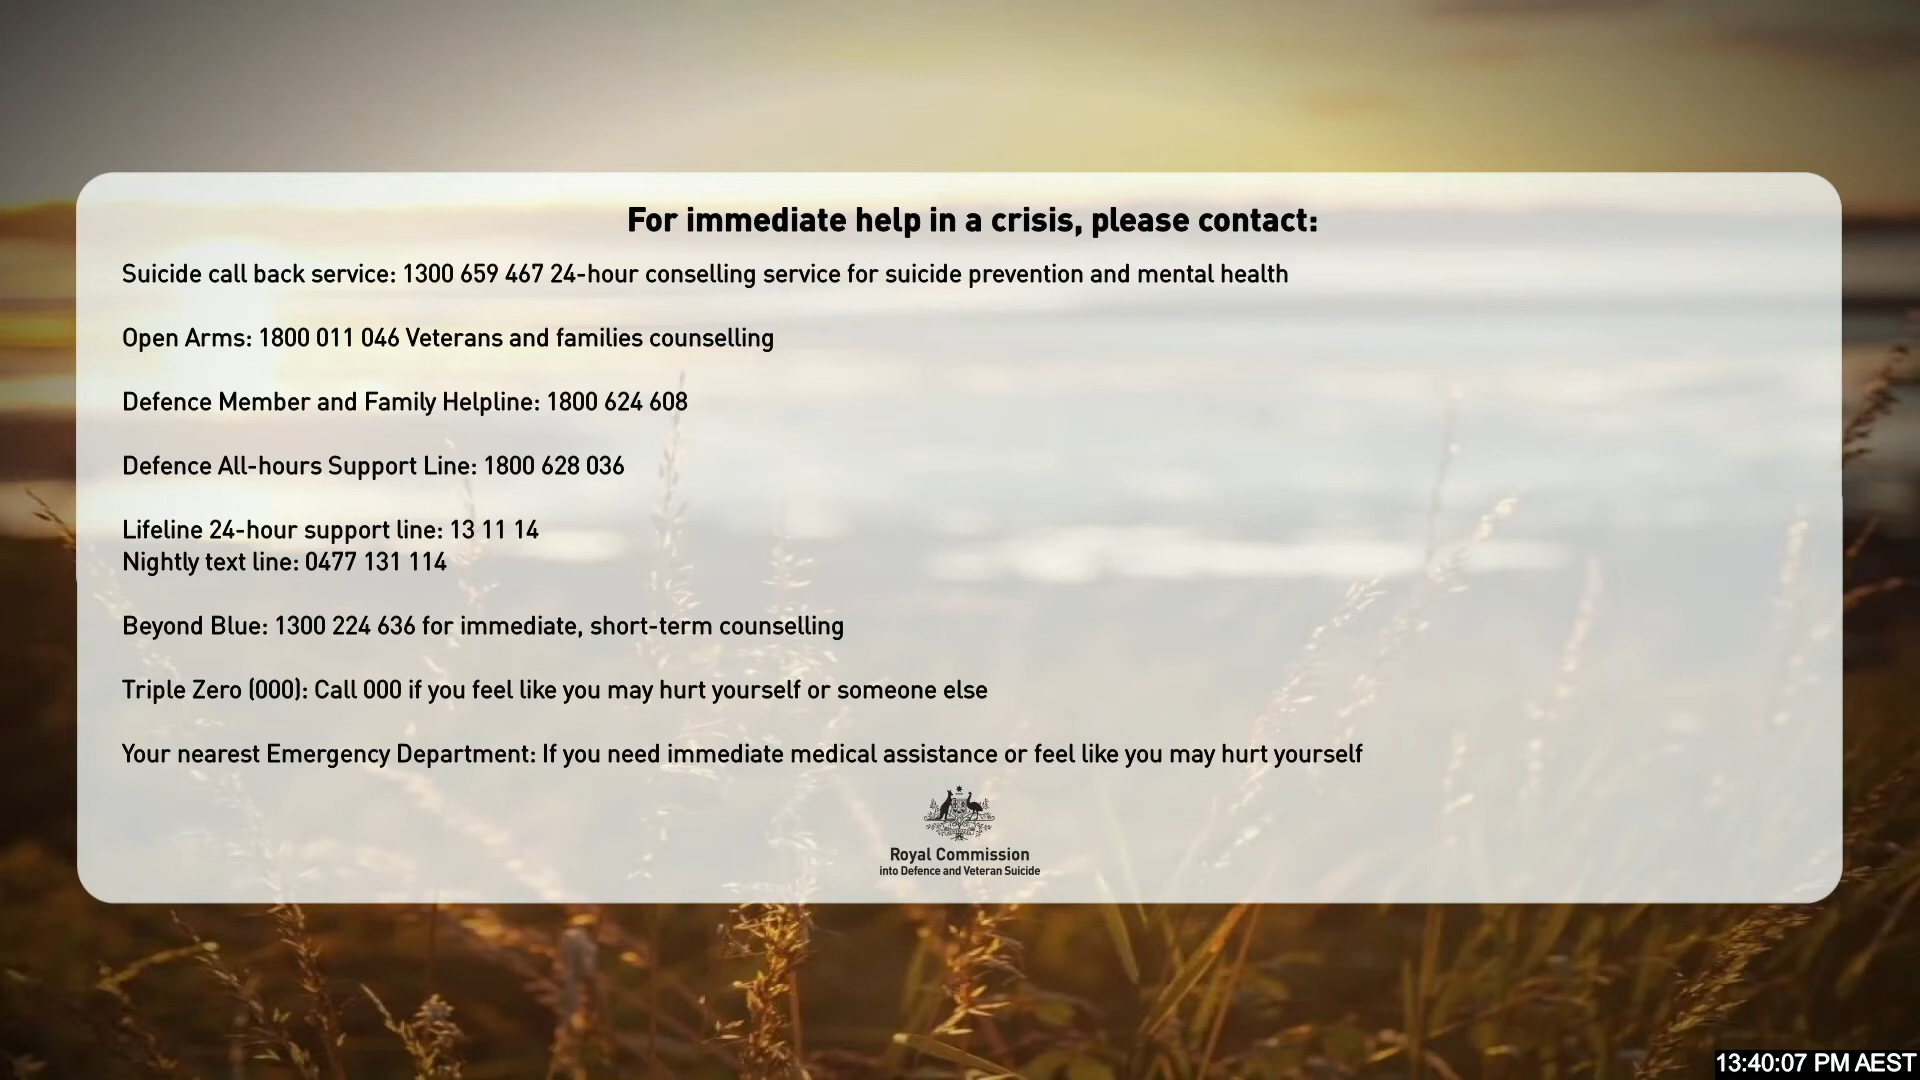 For immediate help in a crisis, please contact:
Suicide call back service: 1300 659 467 24-hour conselling service for suicide prevention and mental health
Open Arms: 1800 011 046 Veterans and families counselling
Defence Member and Family Helpline: 1800 624 608
Defence All-hours Support Line: 1800 628 036
Lifeline 24-hour support line: 13 11 14
Nightly text line: 0477 131 114
Beyond Blue: 1300 224 636 for immediate, short-term counselling
Triple Zero (000): Call 000 if you feel like you may hurt yourself or someone else
Your nearest Emergency Department: If you need immediate medical assistance or feel like you may hurt yourself
Royal Commission
into Defence and Veteran Suicide
13:40:07 PM AEST